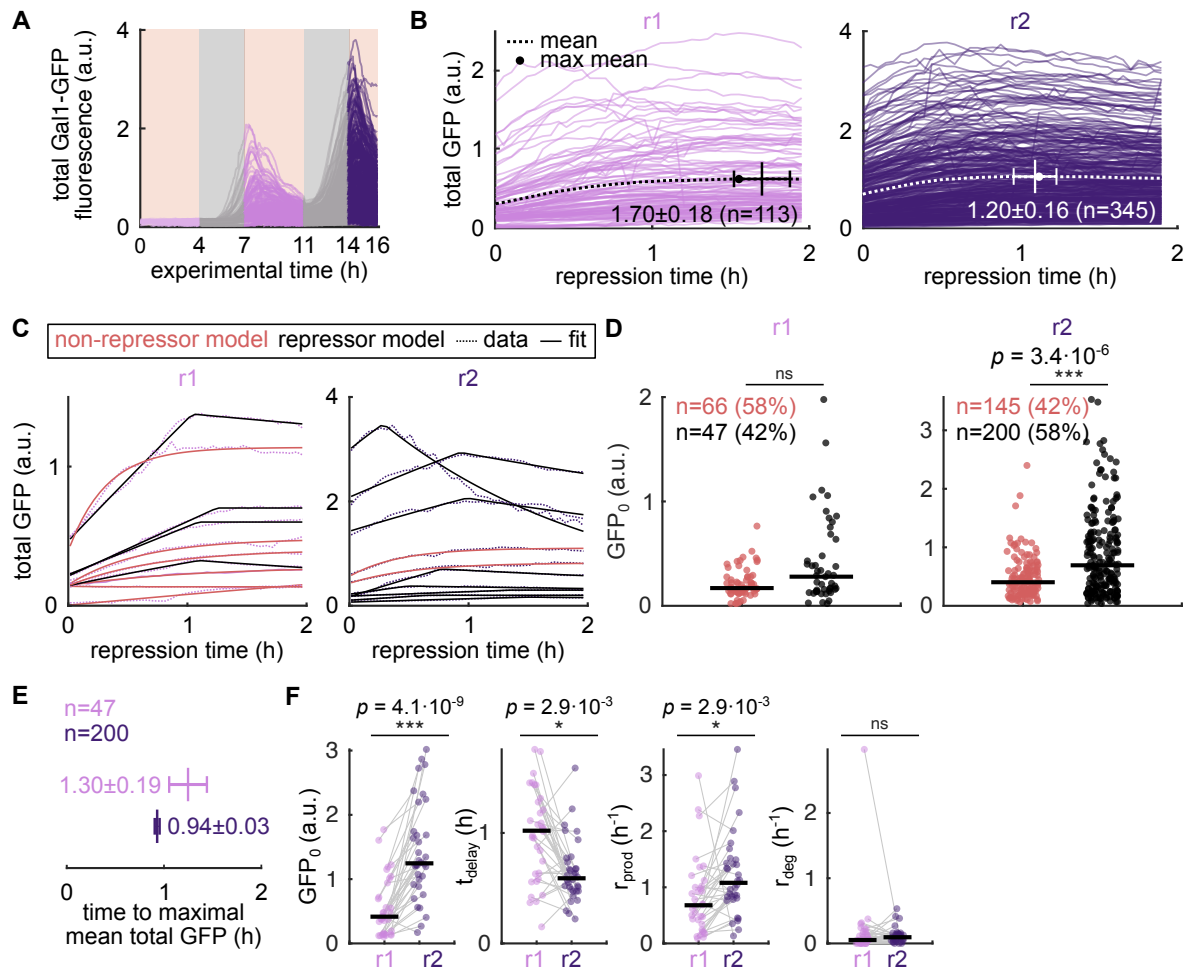 A
total Gal1-GFP
fluorescence (a.u.)
4
2
0
0 4 7 11 14 16
experimental time (h)
B
r1
mean
max mean
total GFP (a.u.)
2
1
0
1.70±0.18 (n=113)
0 1 2
repression time (h)
r2
4
2
0
1.20±0.16 (n=345)
0 1 2
repression time (h)
C
non-repressor model repressor model data fit
r1
total GFP (a.u.)
1
0
0 1 2
repression time (h)
r2
4
2
0
0 1 2
repression time (h)
D
r1
ns
n=66 (58%)
n=47 (42%)
GFP0 (a.u.)
2
1
0
r2
p = 3.4·10-6
***
n=145 (42%)
n=200 (58%)
3
2
1
0
E
n=47
n=200
1.30±0.19
0.94±0.03
0 1 2
time to maximal
mean total GFP (h)
F
p = 4.1·10-9
***
GFP0 (a.u.)
3
2
1
0
r1 r2
p = 2.9·10-3
*
tdelay (h)
1
0
r1 r2
p = 2.9·10-3
*
rprod (h-1)
3
2
1
0
r1 r2
ns
rdeg (h-1)
2
1
0
r1 r2